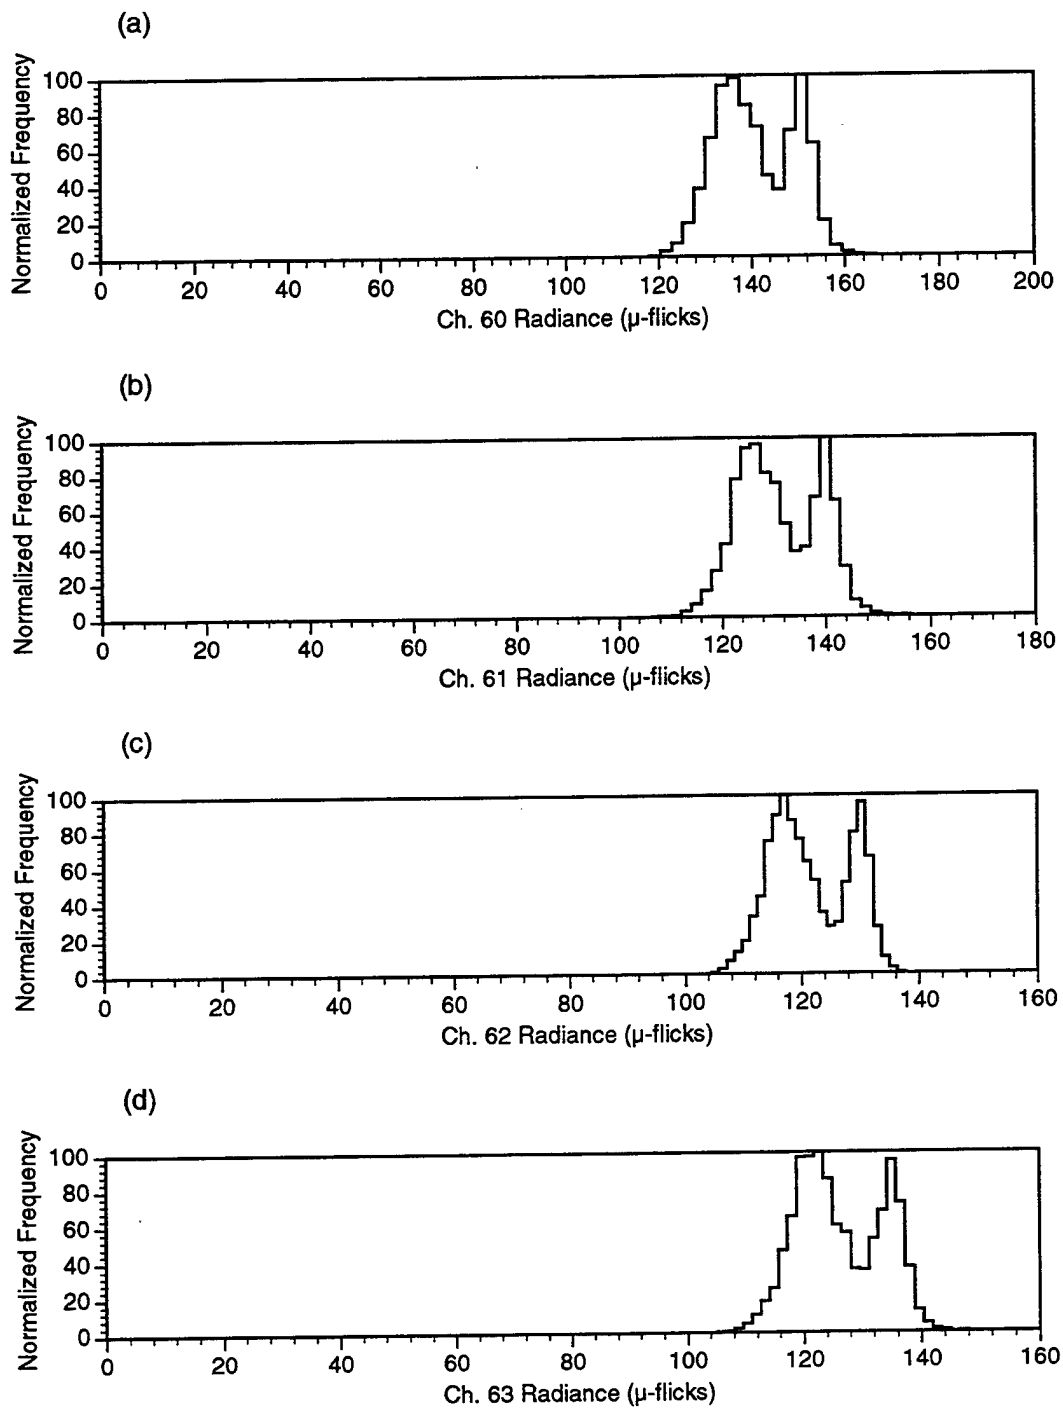 (a)
Normalized Frequency
100
80
60
40
20
0
0 20 40 60 80 100 120 140 160 180 200
Ch. 60 Radiance (µ-flicks)
(b)
Normalized Frequency
100
80
60
40
20
0
0 20 40 60 80 100 120 140 160 180
Ch. 61 Radiance (µ-flicks)
(c)
Normalized Frequency
100
80
60
40
20
0
0 20 40 60 80 100 120 140 160
Ch. 62 Radiance (µ-flicks)
(d)
Normalized Frequency
100
80
60
40
20
0
0 20 40 60 80 100 120 140 160
Ch. 63 Radiance (µ-flicks)